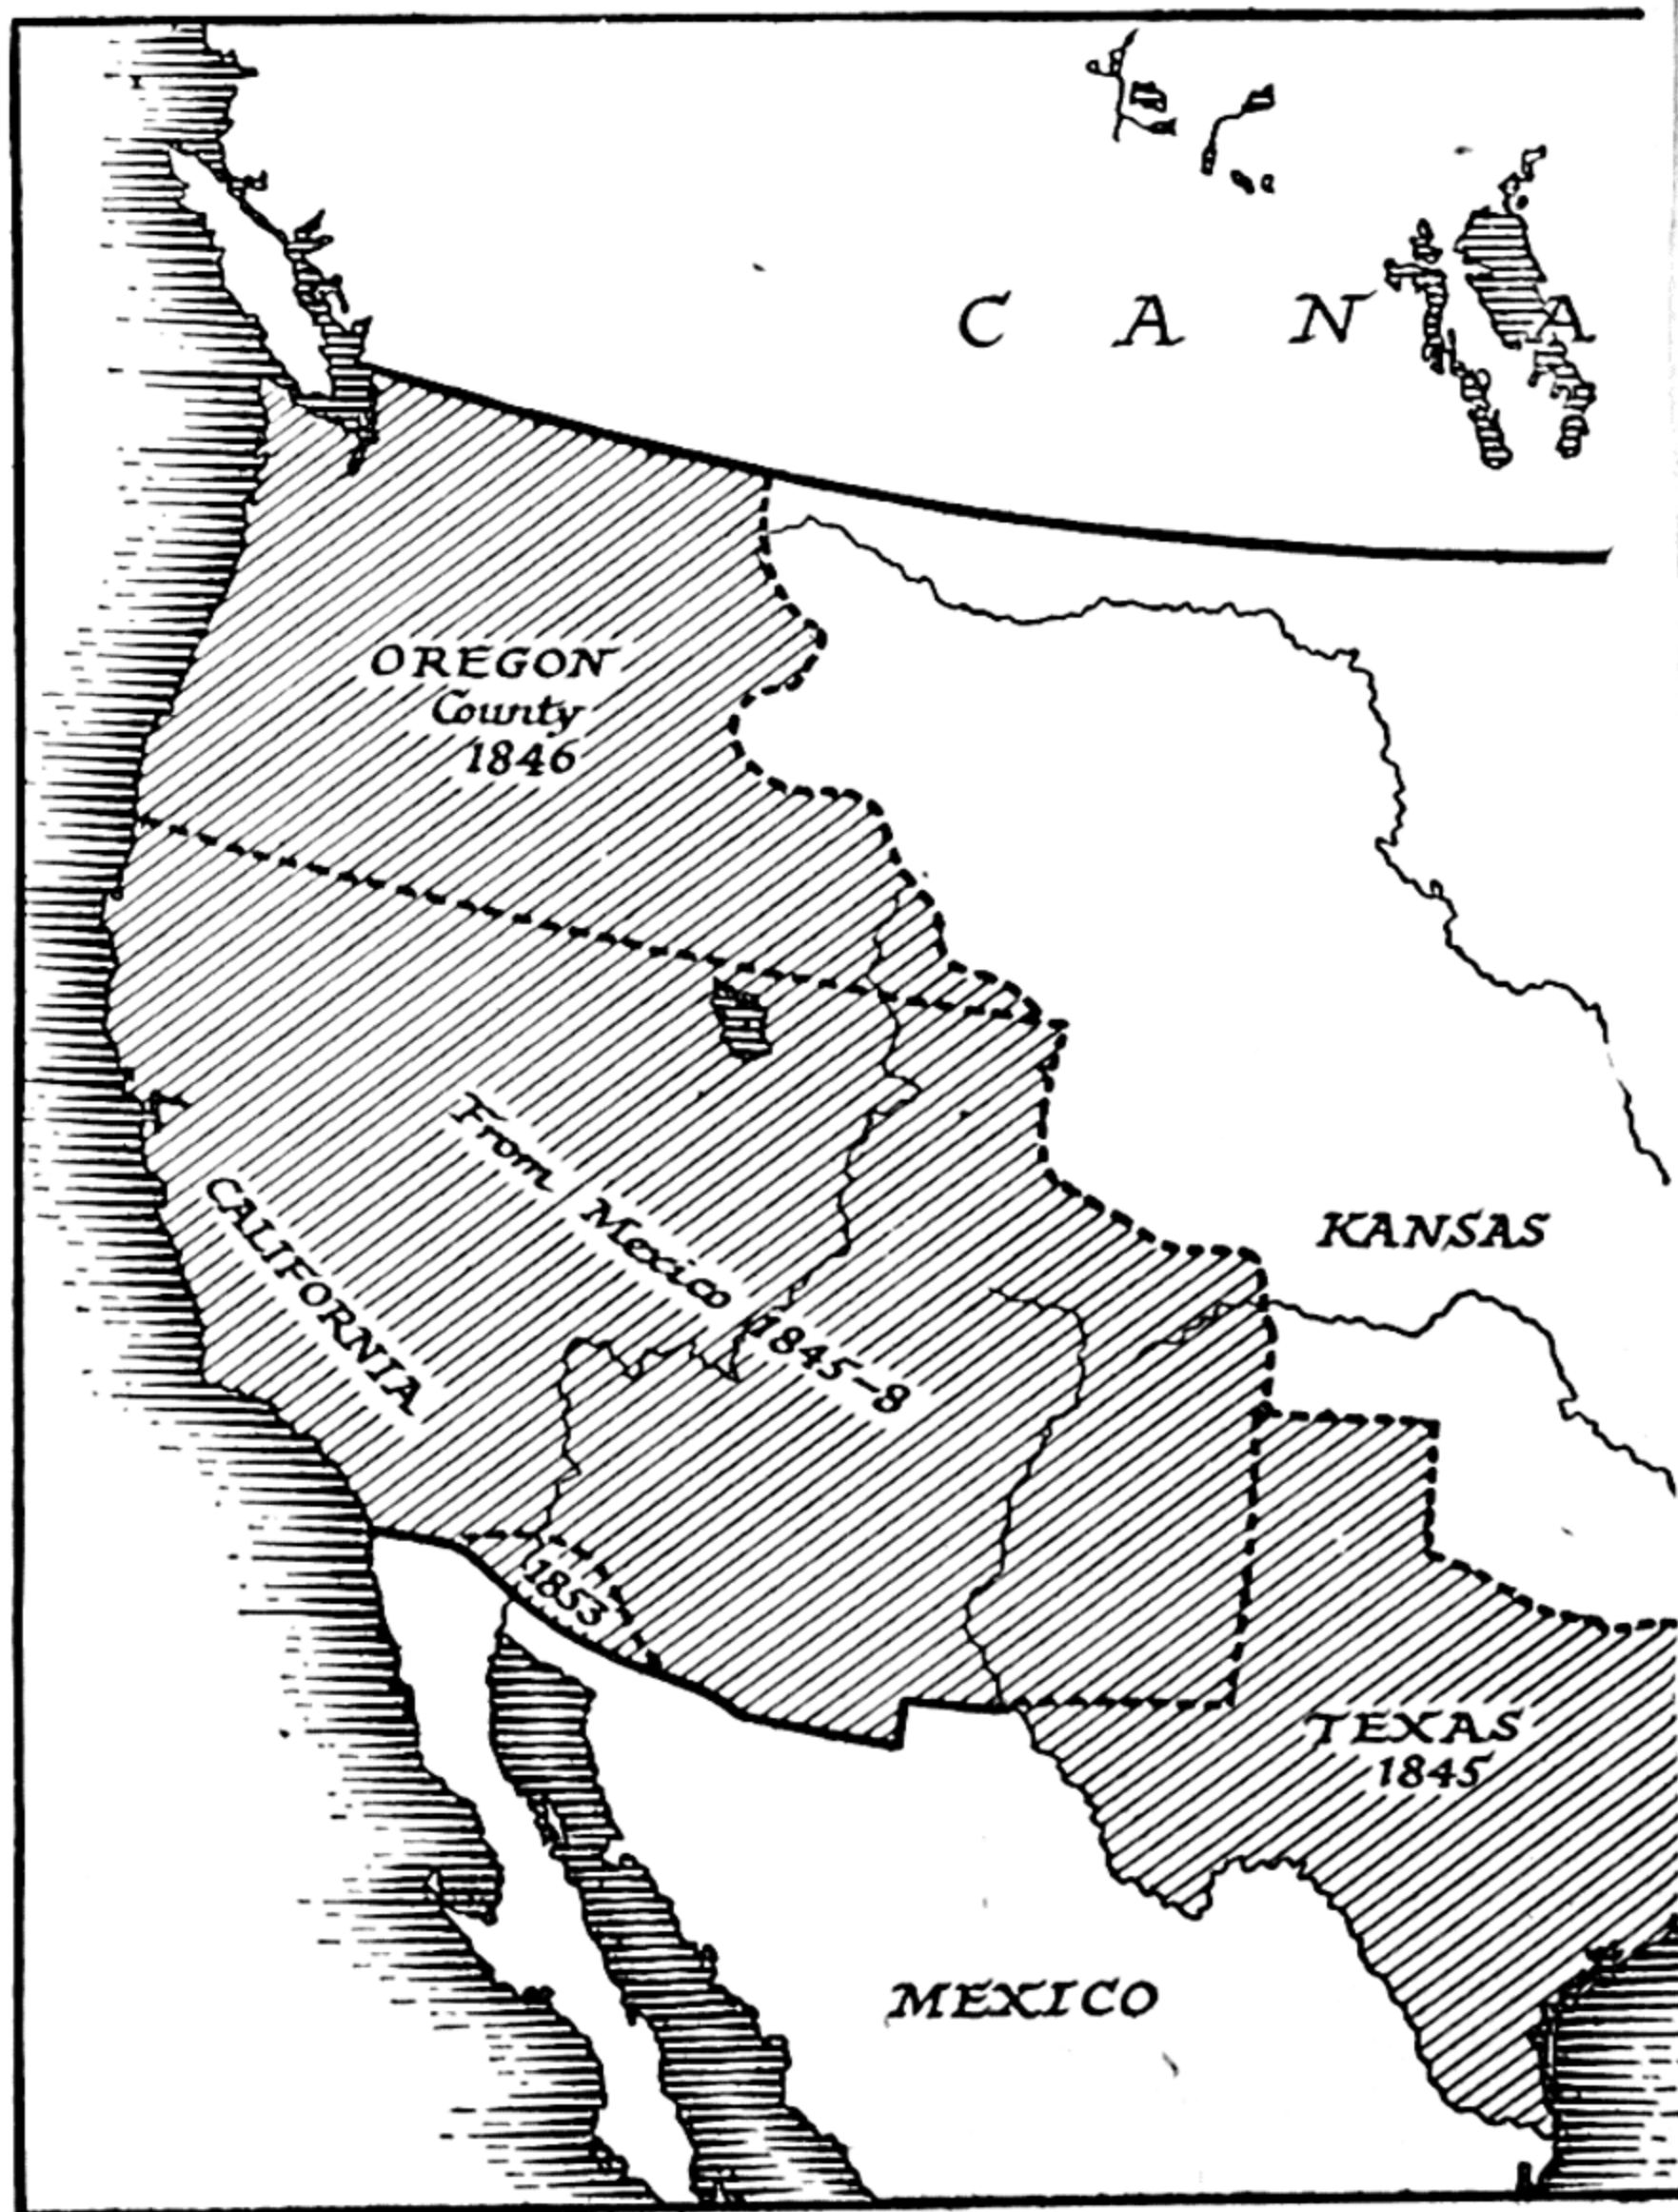 C A N A
OREGON
County
1846
From Mexico 1845-8
CALIFORNIA
KANSAS
1853
TEXAS
1845
MEXICO